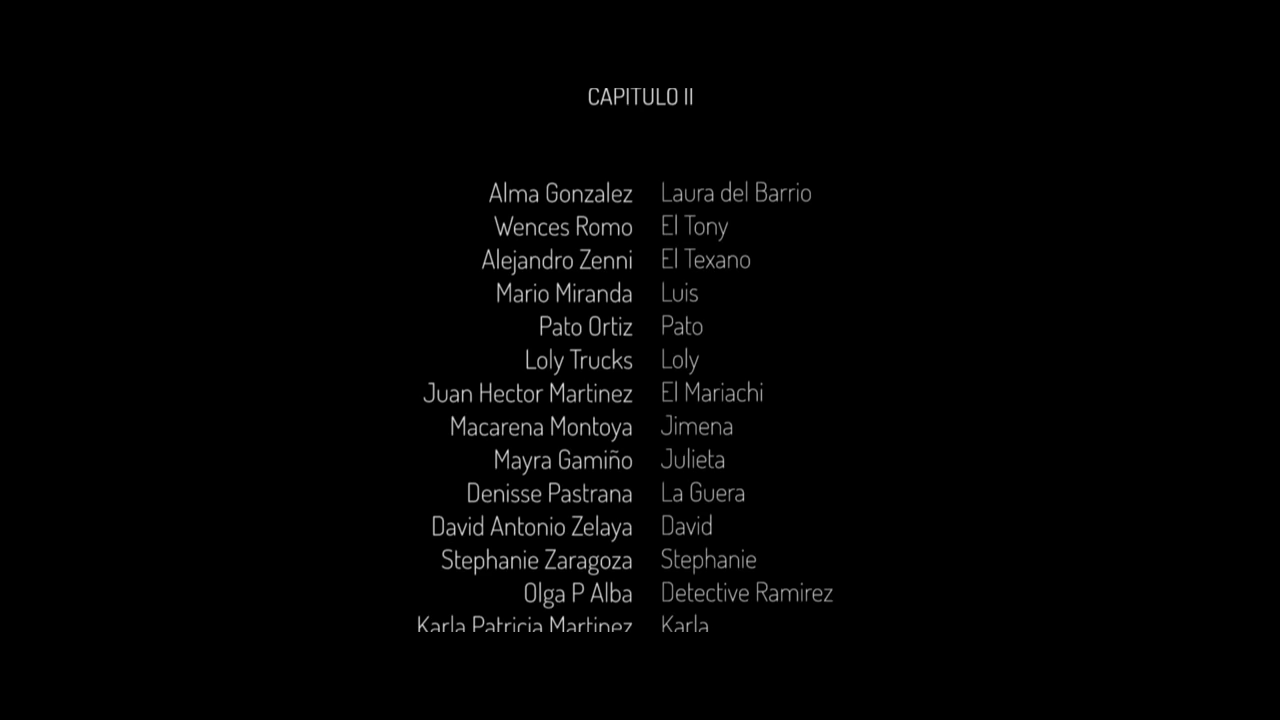 CAPITULO II
Alma Gonzalez Laura del Barrio
Wences Romo El Tony
Alejandro Zenni El Texano
Mario Miranda Luis
Pato Ortiz Pato
Loly Trucks Loly
Juan Hector Martinez El Mariachi
Macarena Montoya Jimena
Mayra Gamiño Julieta
Denisse Pastrana La Guera
David Antonio Zelaya David
Stephanie Zaragoza Stephanie
Olga P Alba Detective Ramirez
Karla Patricia Martinez Karla